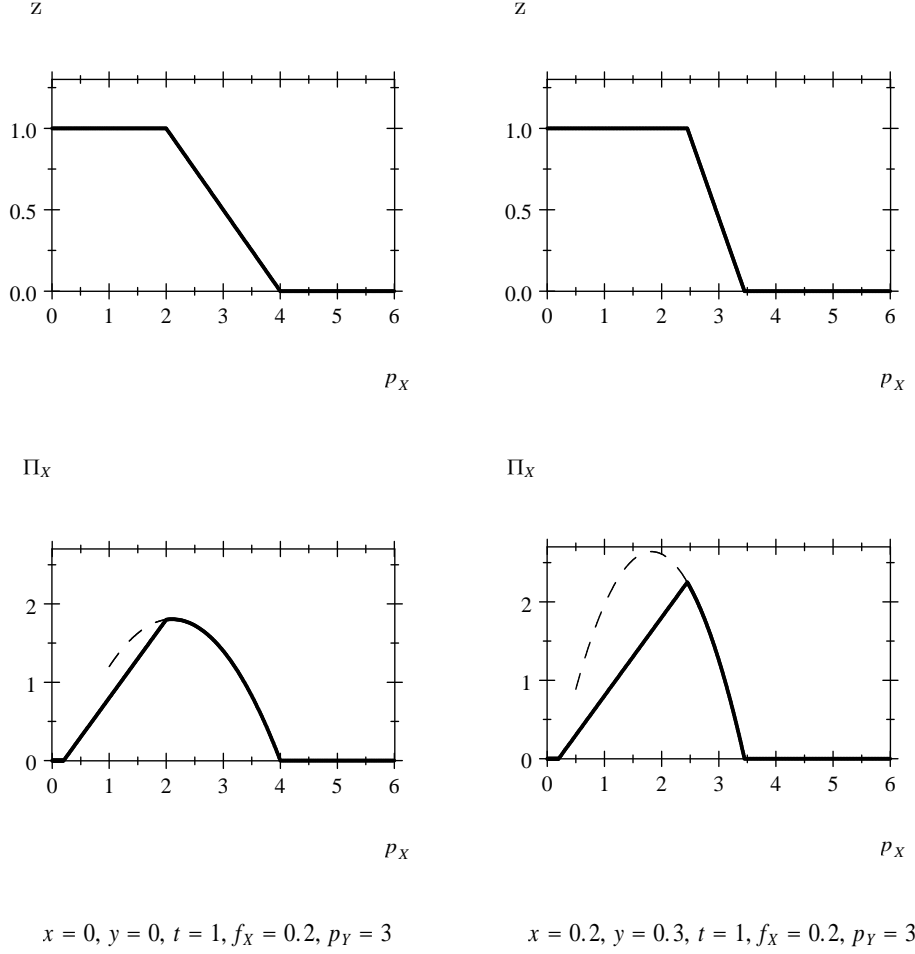 z
z
1.0
0.5
0.0
0 1 2 3 4 5 6
p_X
1.0
0.5
0.0
0 1 2 3 4 5 6
p_X
Π_X
Π_X
2
1
0
0 1 2 3 4 5 6
p_X
2
1
0
0 1 2 3 4 5 6
p_X
x = 0, y = 0, t = 1, f_X = 0.2, p_Y = 3
x = 0.2, y = 0.3, t = 1, f_X = 0.2, p_Y = 3